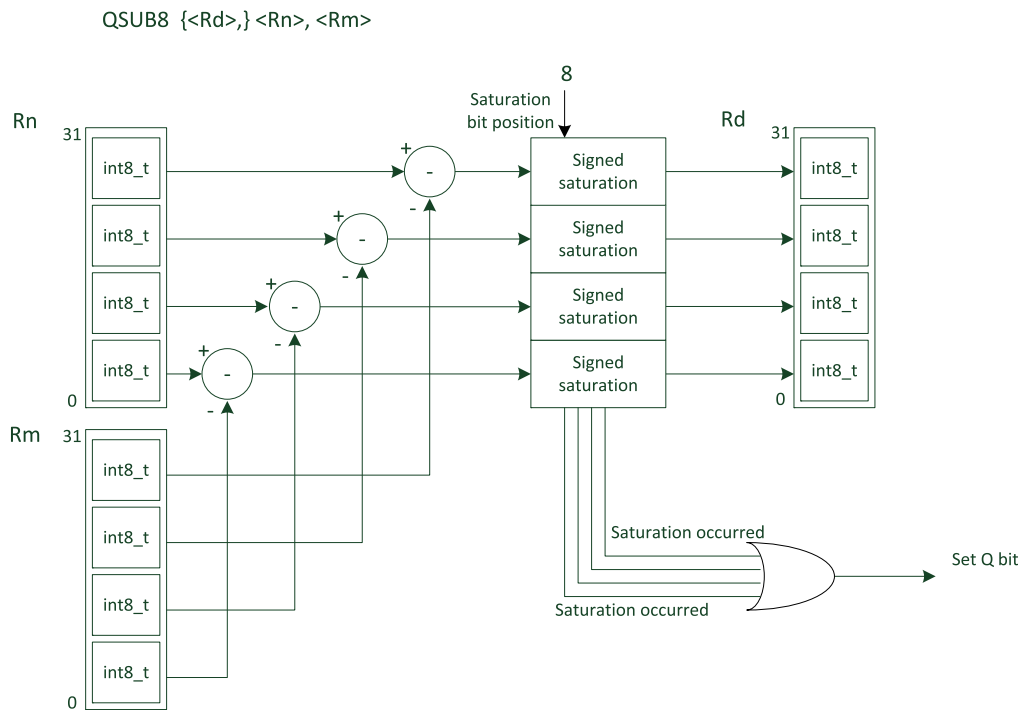 QSUB8 {<Rd>,} <Rn>, <Rm>
8
Saturation
bit position
Rn
31
int8_t
int8_t
int8_t
int8_t
0
+
-
-
+
-
-
+
-
-
+
-
-
Signed
saturation
Signed
saturation
Signed
saturation
Signed
saturation
Rd
31
int8_t
int8_t
int8_t
int8_t
0
Rm
31
int8_t
int8_t
int8_t
int8_t
0
Saturation occurred
Saturation occurred
Set Q bit